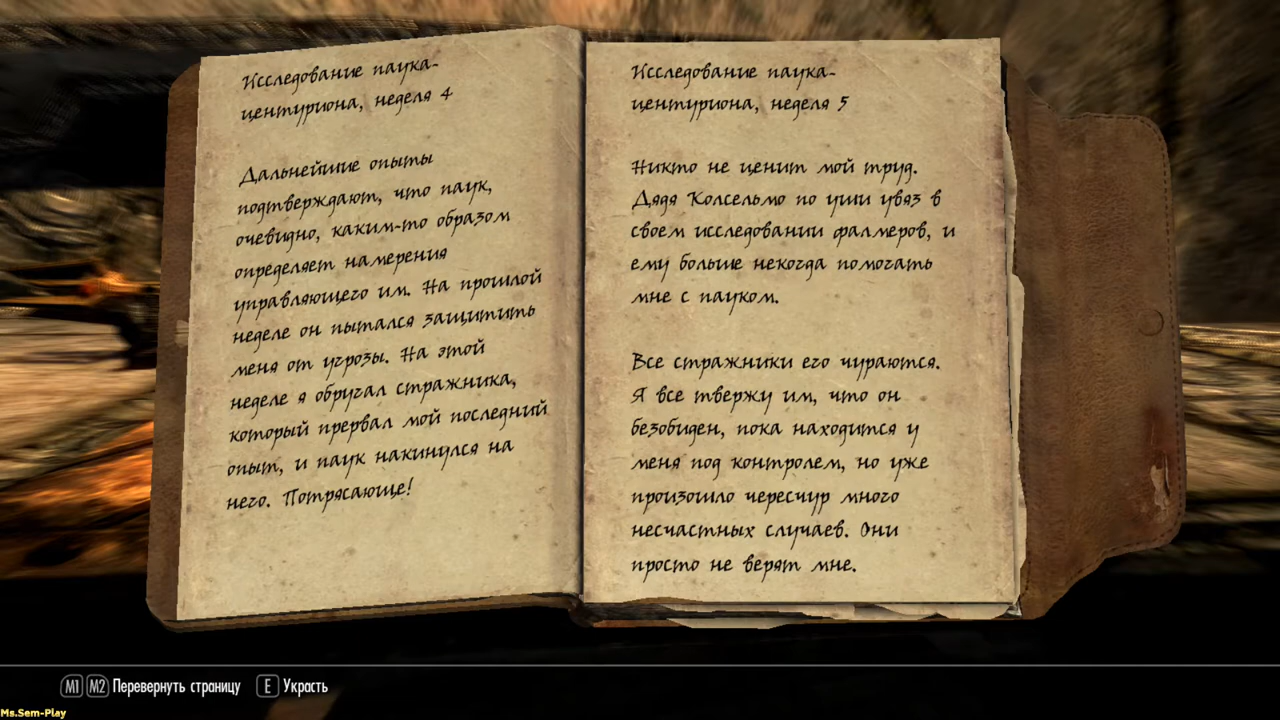 Исследование паука-
центуриона, неделя 4
Дальнейшие опыты
подтверждают, что паук,
очевидно, каким-то образом
определяет намерения
управляющего им. На прошлой
неделе он пытался защитить
меня от угрозы. На этой
неделе я обругал стражника,
который прервал мой последний
опыт, и паук накинулся на
него. Потрясающе!
Исследование паука-
центуриона, неделя 5
Никто не ценит мой труд.
Дядя Колсельмо по уши увяз в
своем исследовании фалмеров, и
ему больше некогда помогать
мне с пауком.
Все стражники его чураются.
Я все твержу им, что он
безобиден, пока находится у
меня под контролем, но уже
произошло чересчур много
несчастных случаев. Они
просто не верят мне.
M1 M2 Перевернуть страницу E Украсть
Ms.Sem-Play